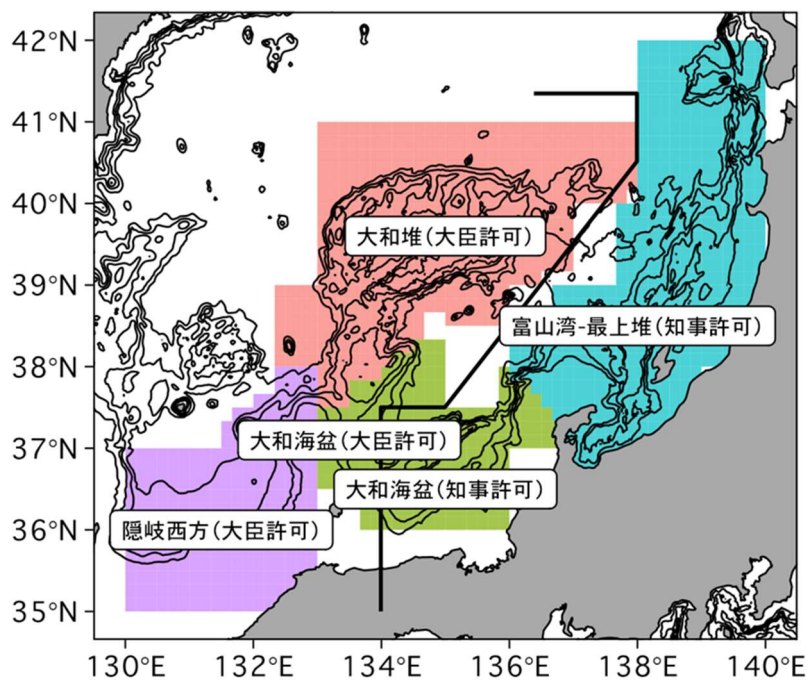 42°N
41°N
40°N
大和堆(大臣許可)
39°N
富山湾-最上堆(知事許可)
38°N
37°N
大和海盆(大臣許可)
大和海盆(知事許可)
36°N
隠岐西方(大臣許可)
35°N
130°E 132°E 134°E 136°E 138°E 140°E